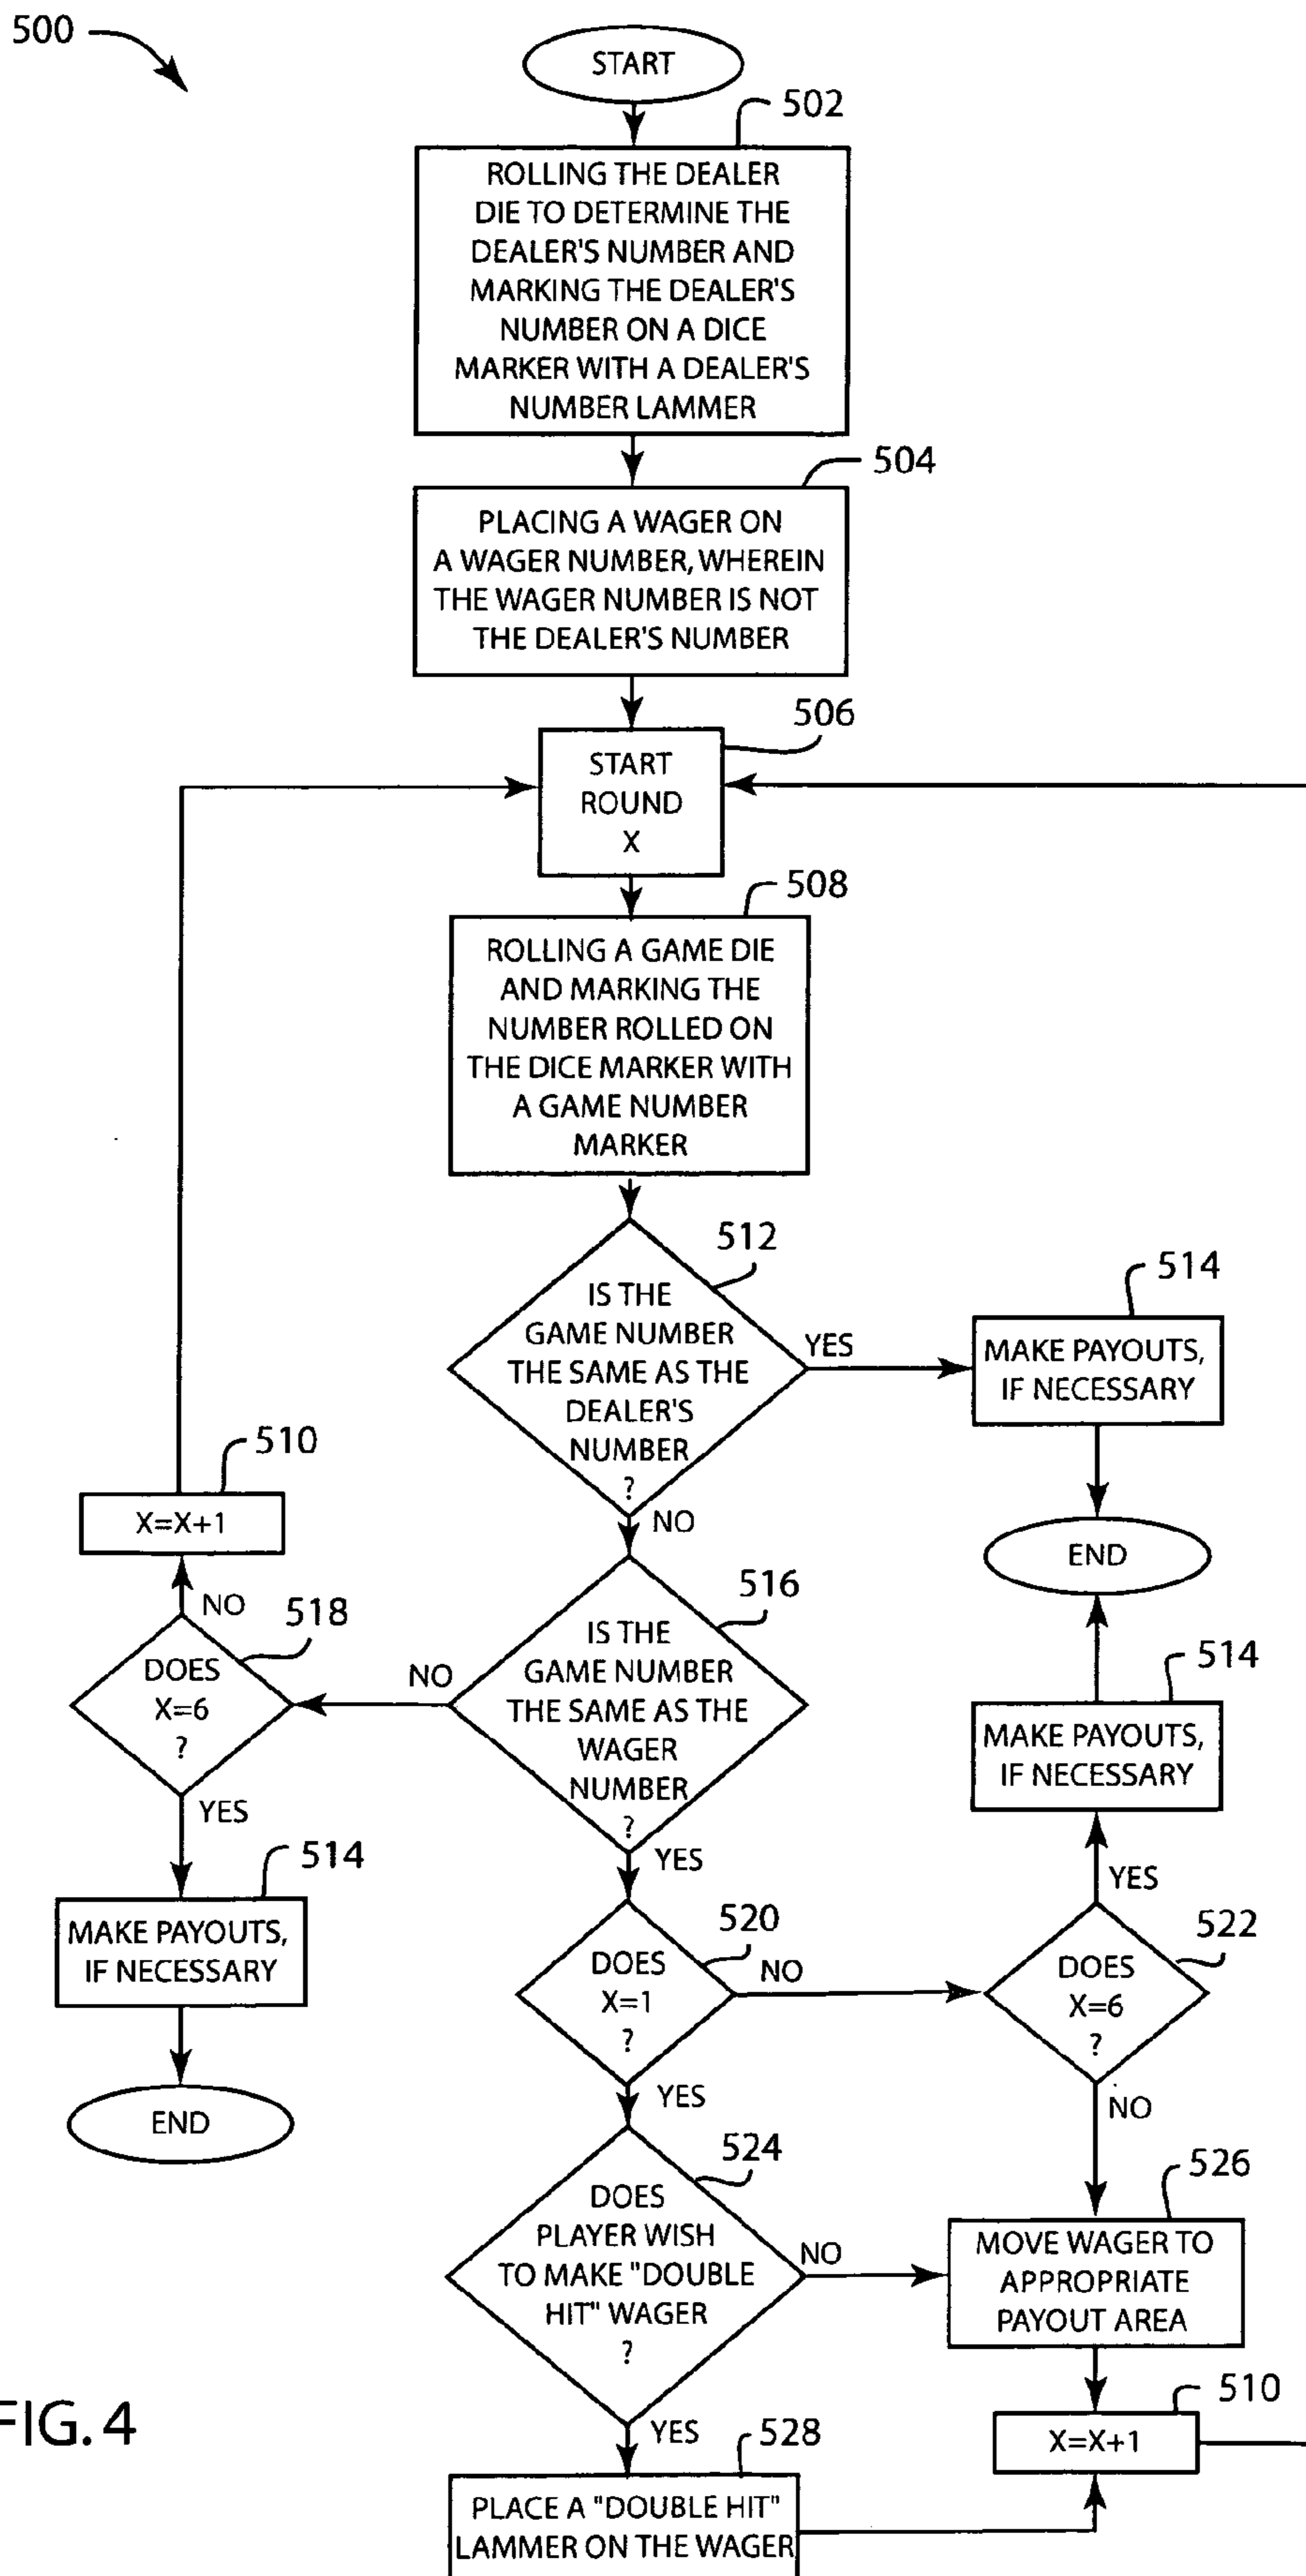 500
START
502
ROLLING THE DEALER
DIE TO DETERMINE THE
DEALER'S NUMBER AND
MARKING THE DEALER'S
NUMBER ON A DICE
MARKER WITH A DEALER'S
NUMBER LAMMER
504
PLACING A WAGER ON
A WAGER NUMBER, WHEREIN
THE WAGER NUMBER IS NOT
THE DEALER'S NUMBER
506
START
ROUND
X
508
ROLLING A GAME DIE
AND MARKING THE
NUMBER ROLLED ON
THE DICE MARKER WITH
A GAME NUMBER
MARKER
512
IS THE
GAME NUMBER
THE SAME AS THE
DEALER'S
NUMBER
?
YES
514
MAKE PAYOUTS,
IF NECESSARY
END
NO
516
IS THE
GAME NUMBER
THE SAME AS THE
WAGER
NUMBER
?
NO
518
DOES
X=6
?
NO
510
X=X+1
YES
514
MAKE PAYOUTS,
IF NECESSARY
END
YES
520
DOES
X=1
?
NO
522
DOES
X=6
?
YES
514
MAKE PAYOUTS,
IF NECESSARY
NO
526
MOVE WAGER TO
APPROPRIATE
PAYOUT AREA
510
X=X+1
YES
524
DOES
PLAYER WISH
TO MAKE "DOUBLE
HIT" WAGER
?
NO
YES
528
PLACE A "DOUBLE HIT"
LAMMER ON THE WAGER
FIG. 4